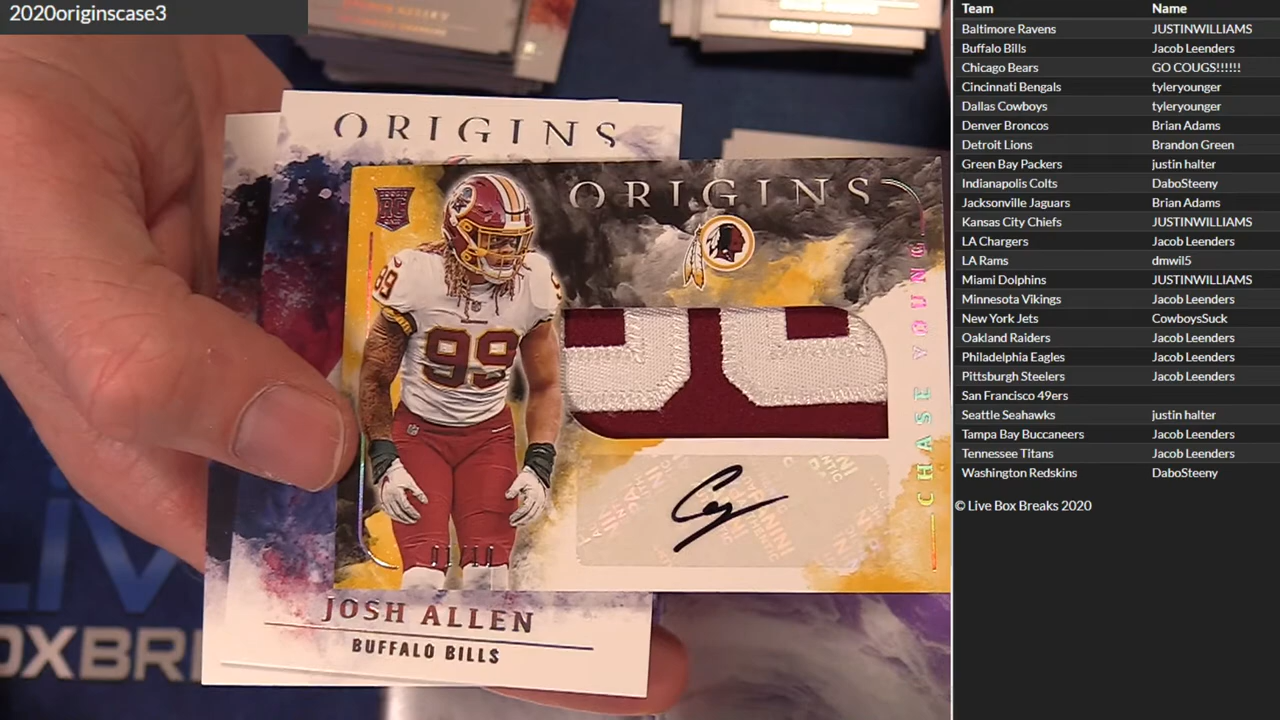 2020originscase3
ORIGINS
ORIGINS
RC
CHASE YOUNG
99
99
JOSH ALLEN
BUFFALO BILLS
Team Name
Baltimore Ravens JUSTINWILLIAMS
Buffalo Bills Jacob Leenders
Chicago Bears GO COUGS!!!!!!
Cincinnati Bengals tyleryounger
Dallas Cowboys tyleryounger
Denver Broncos Brian Adams
Detroit Lions Brandon Green
Green Bay Packers justin halter
Indianapolis Colts DaboSteeny
Jacksonville Jaguars Brian Adams
Kansas City Chiefs JUSTINWILLIAMS
LA Chargers Jacob Leenders
LA Rams dmwil5
Miami Dolphins JUSTINWILLIAMS
Minnesota Vikings Jacob Leenders
New York Jets CowboysSuck
Oakland Raiders Jacob Leenders
Philadelphia Eagles Jacob Leenders
Pittsburgh Steelers Jacob Leenders
San Francisco 49ers
Seattle Seahawks justin halter
Tampa Bay Buccaneers Jacob Leenders
Tennessee Titans Jacob Leenders
Washington Redskins DaboSteeny
© Live Box Breaks 2020